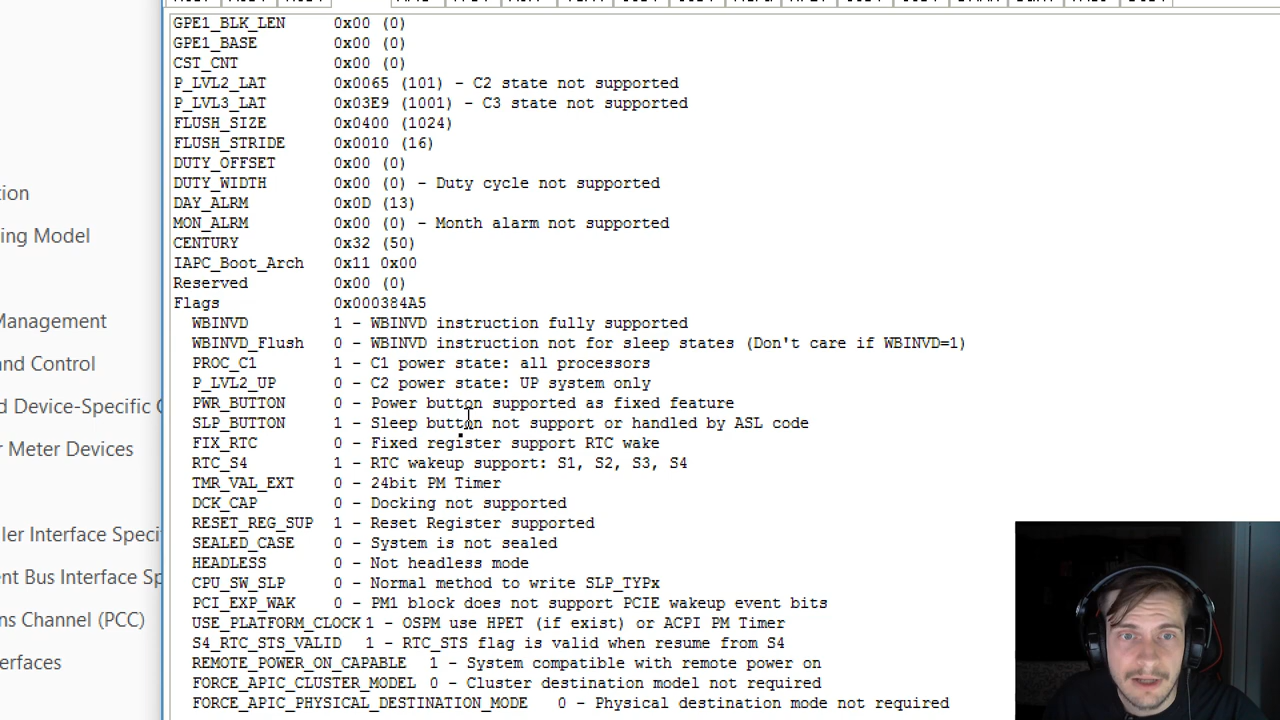 GPE1_BLK_LEN 0x00 (0)
GPE1_BASE 0x00 (0)
CST_CNT 0x00 (0)
P_LVL2_LAT 0x0065 (101) - C2 state not supported
P_LVL3_LAT 0x03E9 (1001) - C3 state not supported
FLUSH_SIZE 0x0400 (1024)
FLUSH_STRIDE 0x0010 (16)
DUTY_OFFSET 0x00 (0)
DUTY_WIDTH 0x00 (0) - Duty cycle not supported
DAY_ALRM 0x0D (13)
MON_ALRM 0x00 (0) - Month alarm not supported
CENTURY 0x32 (50)
IAPC_Boot_Arch 0x11 0x00
Reserved 0x00 (0)
Flags 0x000384A5
WBINVD 1 - WBINVD instruction fully supported
WBINVD_Flush 0 - WBINVD instruction not for sleep states (Don't care if WBINVD=1)
PROC_C1 1 - C1 power state: all processors
P_LVL2_UP 0 - C2 power state: UP system only
PWR_BUTTON 0 - Power button supported as fixed feature
SLP_BUTTON 1 - Sleep button not support or handled by ASL code
FIX_RTC 0 - Fixed register support RTC wake
RTC_S4 1 - RTC wakeup support: S1, S2, S3, S4
TMR_VAL_EXT 0 - 24bit PM Timer
DCK_CAP 0 - Docking not supported
RESET_REG_SUP 1 - Reset Register supported
SEALED_CASE 0 - System is not sealed
HEADLESS 0 - Not headless mode
CPU_SW_SLP 0 - Normal method to write SLP_TYPx
PCI_EXP_WAK 0 - PM1 block does not support PCIE wakeup event bits
USE_PLATFORM_CLOCK 1 - OSPM use HPET (if exist) or ACPI PM Timer
S4_RTC_STS_VALID 1 - RTC_STS flag is valid when resume from S4
REMOTE_POWER_ON_CAPABLE 1 - System compatible with remote power on
FORCE_APIC_CLUSTER_MODEL 0 - Cluster destination model not required
FORCE_APIC_PHYSICAL_DESTINATION_MODE 0 - Physical destination mode not required
tion
ing Model
Management
and Control
d Device-Specific C
r Meter Devices
ler Interface Speci
ent Bus Interface Sp
ns Channel (PCC)
erfaces